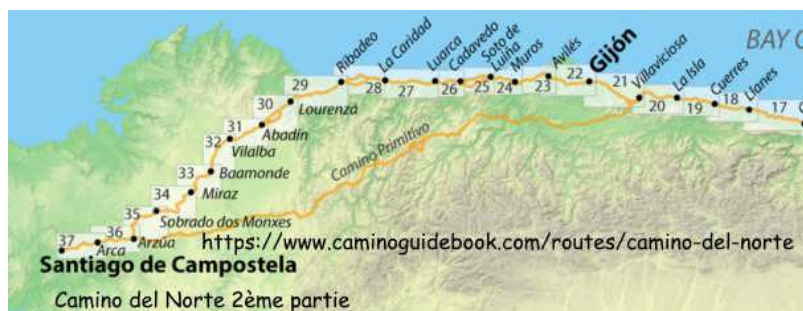 BAY
Ribadeo
La Caridad
Luarca
Cadavedo
Soto de
Luiña
Muros
Avilés
Gijón
Villaviciosa
La Isla
Cuerres
Llanes
29
28
27
26
25
24
23
22
21
20
19
18
17
30
Lourenzá
31
Abadín
32
Vilalba
Camino Primitivo
33
Baamonde
34
Miraz
35
Sobrado dos Monxes
36
37
Arca
Arzúa
https://www.caminoguidebook.com/routes/camino-del-norte
Santiago de Campostela
Camino del Norte 2ème partie